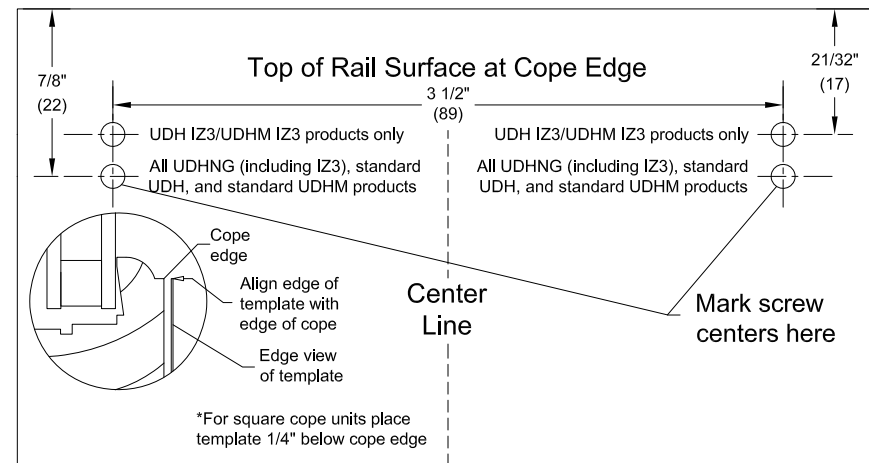 7/8"
(22)
Top of Rail Surface at Cope Edge
3 1/2"
(89)
21/32"
(17)
UDH IZ3/UDHM IZ3 products only
UDH IZ3/UDHM IZ3 products only
All UDHNG (including IZ3), standard
UDH, and standard UDHM products
All UDHNG (including IZ3), standard
UDH, and standard UDHM products
Cope
edge
Align edge of
template with
edge of cope
Edge view
of template
Center
Line
Mark screw
centers here
*For square cope units place
template 1/4" below cope edge